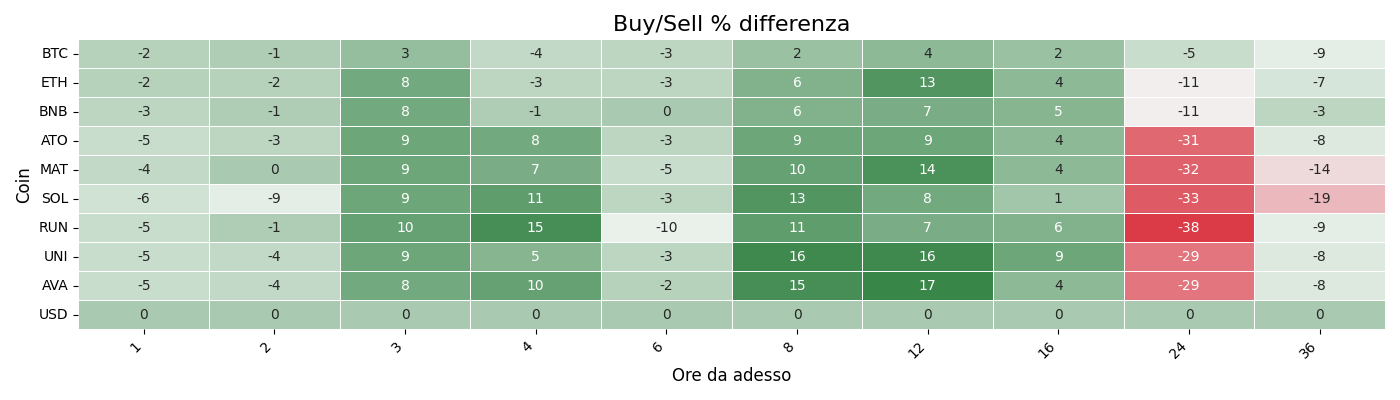 Buy/Sell % differenza
Coin
BTC -2 -1 3 -4 -3 2 4 2 -5 -9
ETH -2 -2 8 -3 -3 6 13 4 -11 -7
BNB -3 -1 8 -1 0 6 7 5 -11 -3
ATO -5 -3 9 8 -3 9 9 4 -31 -8
MAT -4 0 9 7 -5 10 14 4 -32 -14
SOL -6 -9 9 11 -3 13 8 1 -33 -19
RUN -5 -1 10 15 -10 11 7 6 -38 -9
UNI -5 -4 9 5 -3 16 16 9 -29 -8
AVA -5 -4 8 10 -2 15 17 4 -29 -8
USD 0 0 0 0 0 0 0 0 0 0
1 2 3 4 6 8 12 16 24 36
Ore da adesso